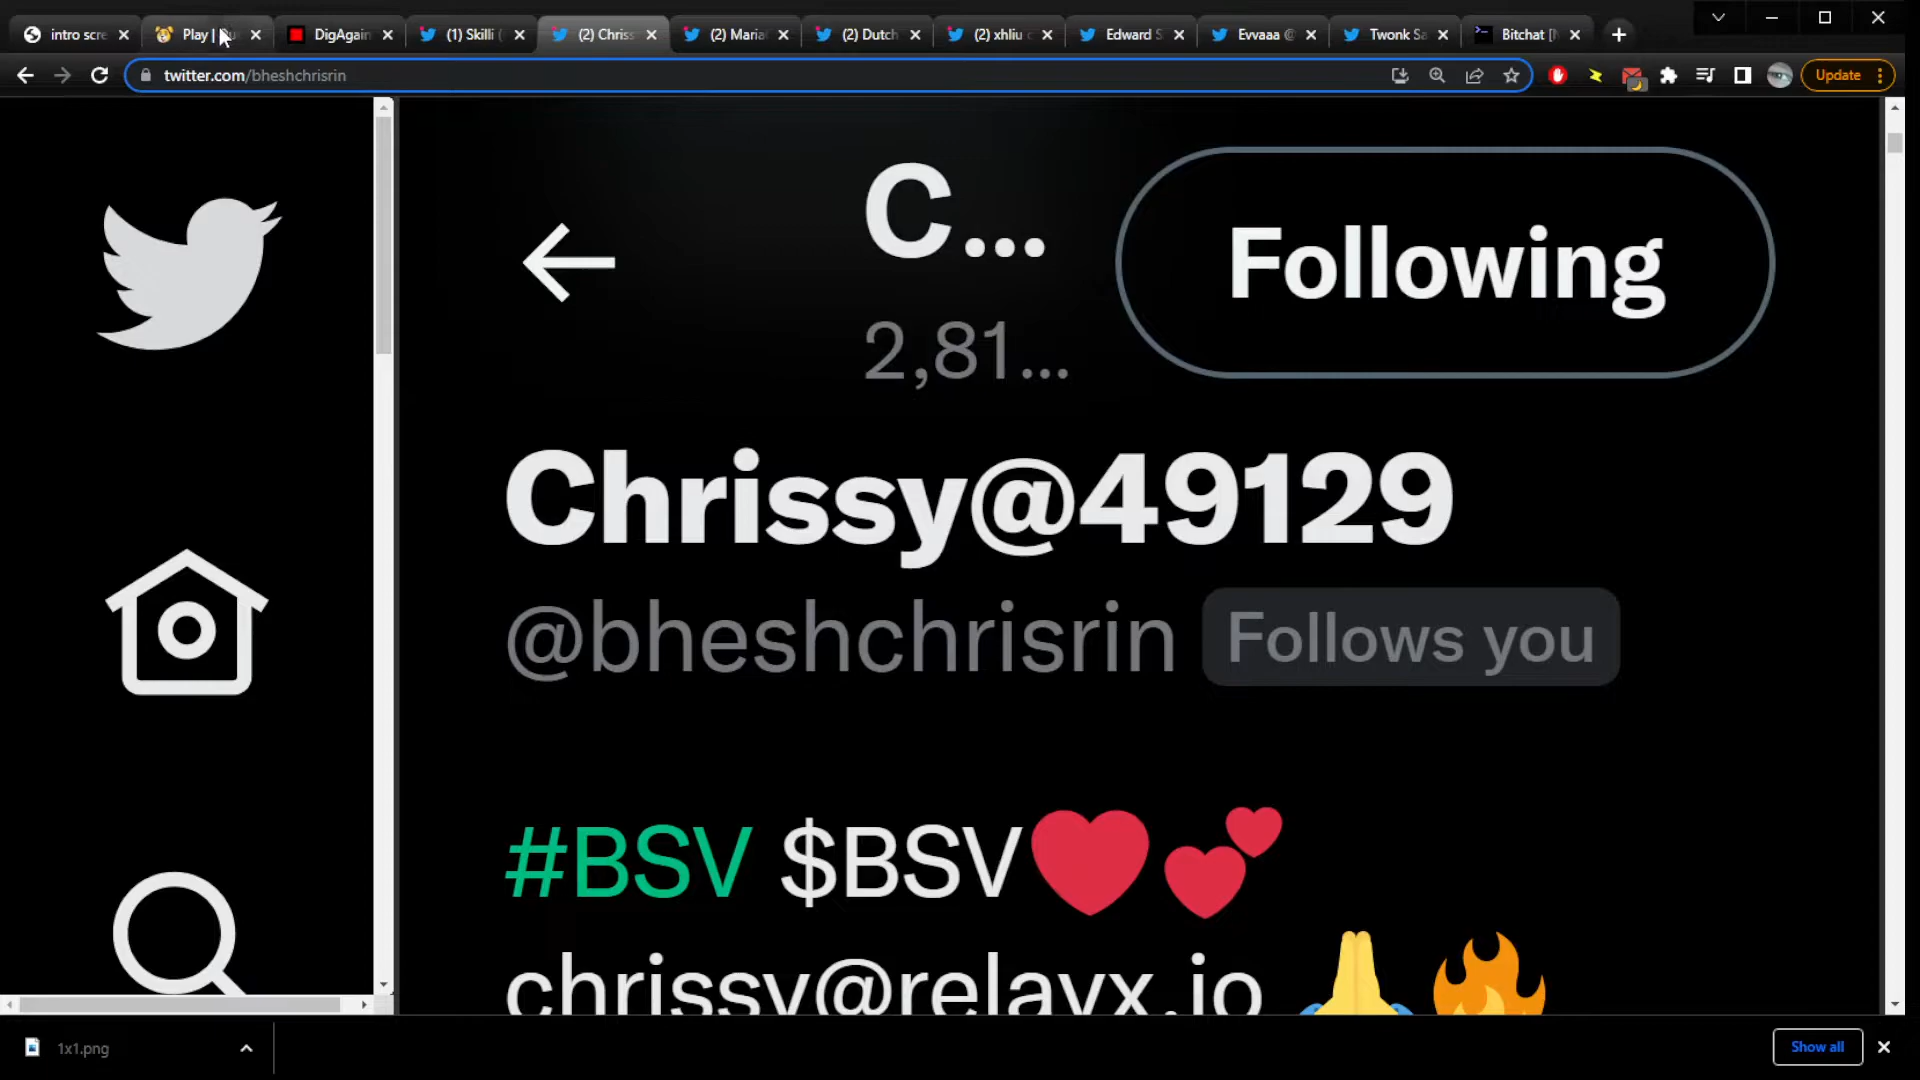 intro scre
Play |
DigAgain
(1) Skilli (
(2) Chriss
(2) Maria
(2) Dutch
(2) xhliu
Edward S
Evvaaa @
Twonk Sa
Bitchat [N
twitter.com/bheshchrisrin
Update
C...
2,81...
Following
Chrissy@49129
@bheshchrisrin
Follows you
#BSV $BSV❤️💕
chrissy@relayx.io 🙏🔥
1x1.png
Show all